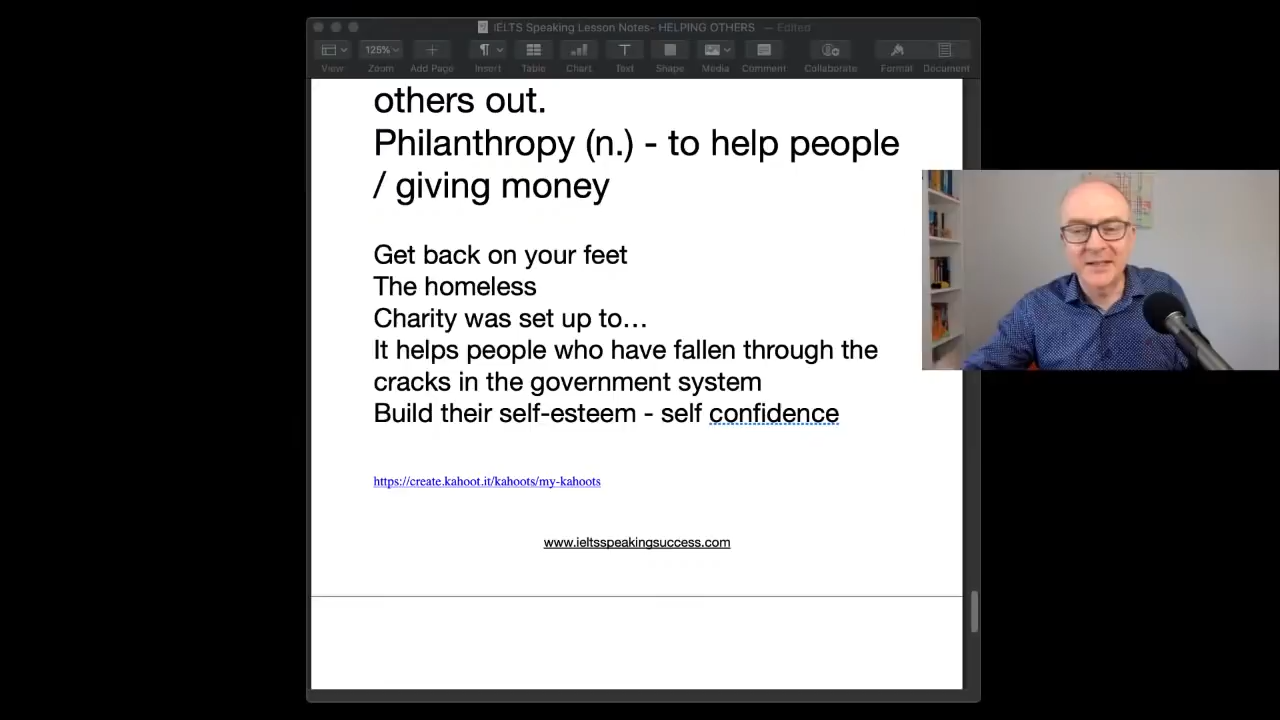 IELTS Speaking Lesson Notes- HELPING OTHERS — Edited
125%
View Zoom Add Page Insert Table Chart Text Shape Media Comment Collaborate Format Document
others out.
Philanthropy (n.) - to help people
/ giving money
Get back on your feet
The homeless
Charity was set up to…
It helps people who have fallen through the
cracks in the government system
Build their self-esteem - self confidence
https://create.kahoot.it/kahoots/my-kahoots
www.ieltsspeakingsuccess.com